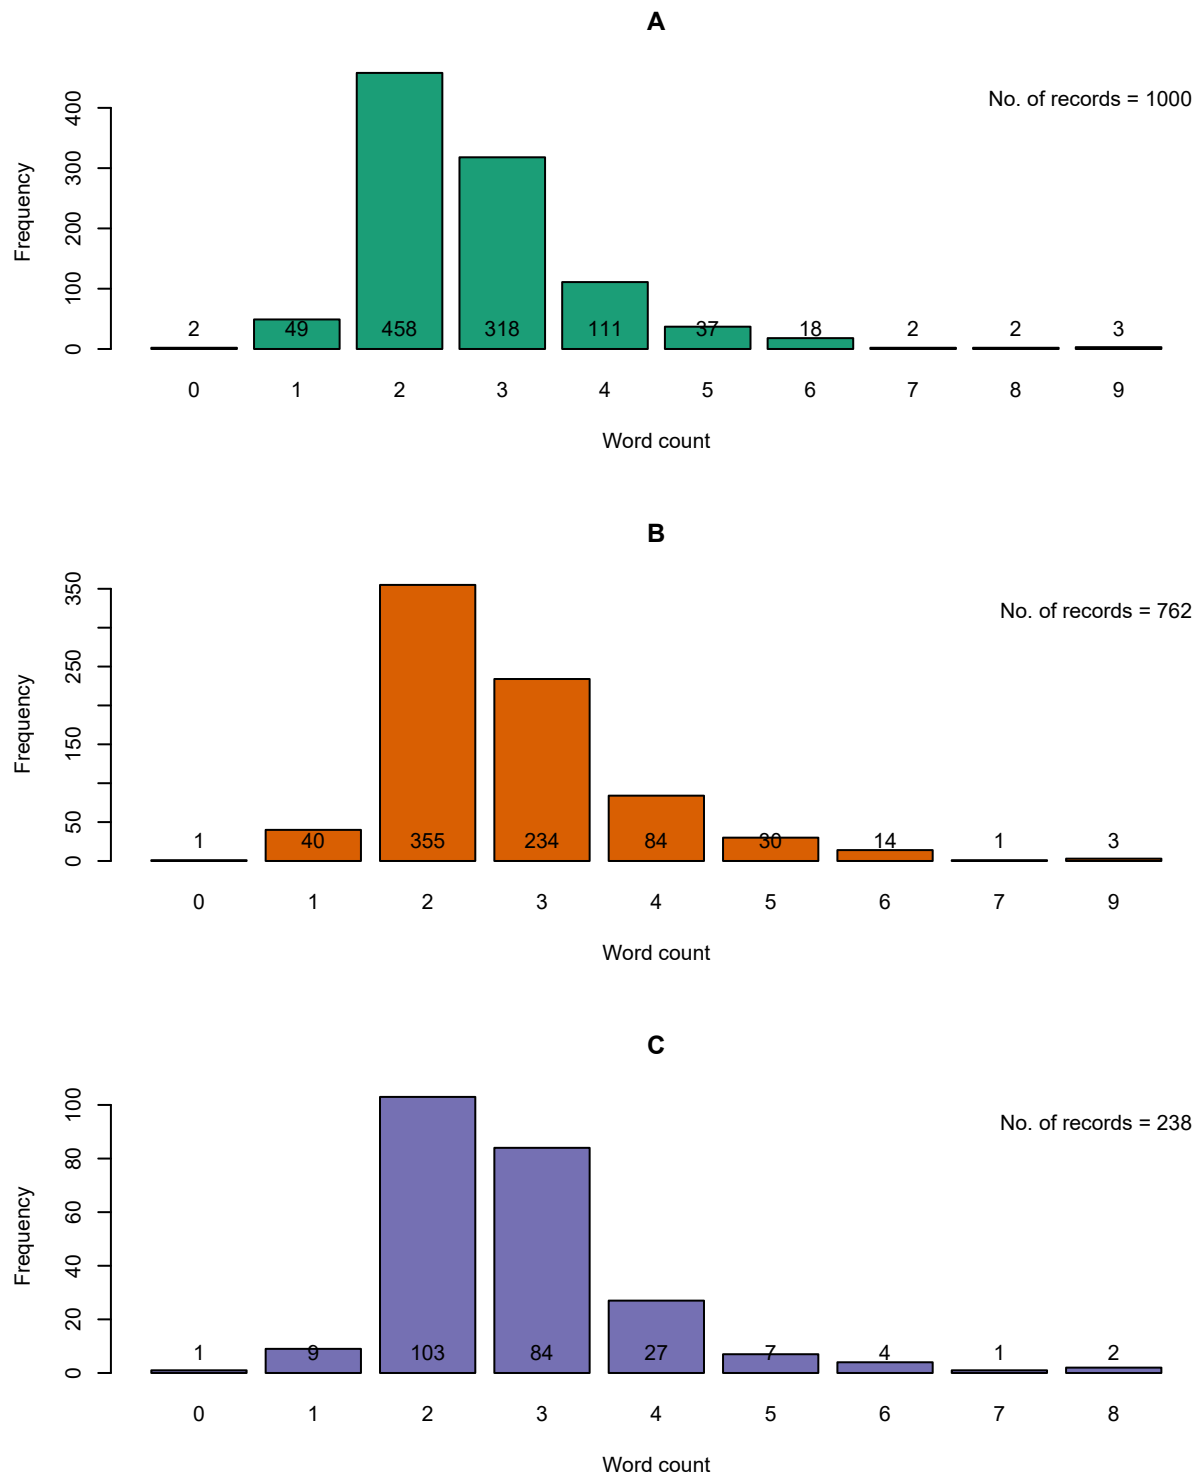 A
No. of records = 1000
Frequency
400
300
200
100
0
2 49 458 318 111 37 18 2 2 3
0 1 2 3 4 5 6 7 8 9
Word count
B
No. of records = 762
Frequency
350
250
150
50
0
1 40 355 234 84 30 14 1 3
0 1 2 3 4 5 6 7 9
Word count
C
No. of records = 238
Frequency
100
80
60
40
20
0
1 9 103 84 27 7 4 1 2
0 1 2 3 4 5 6 7 8
Word count